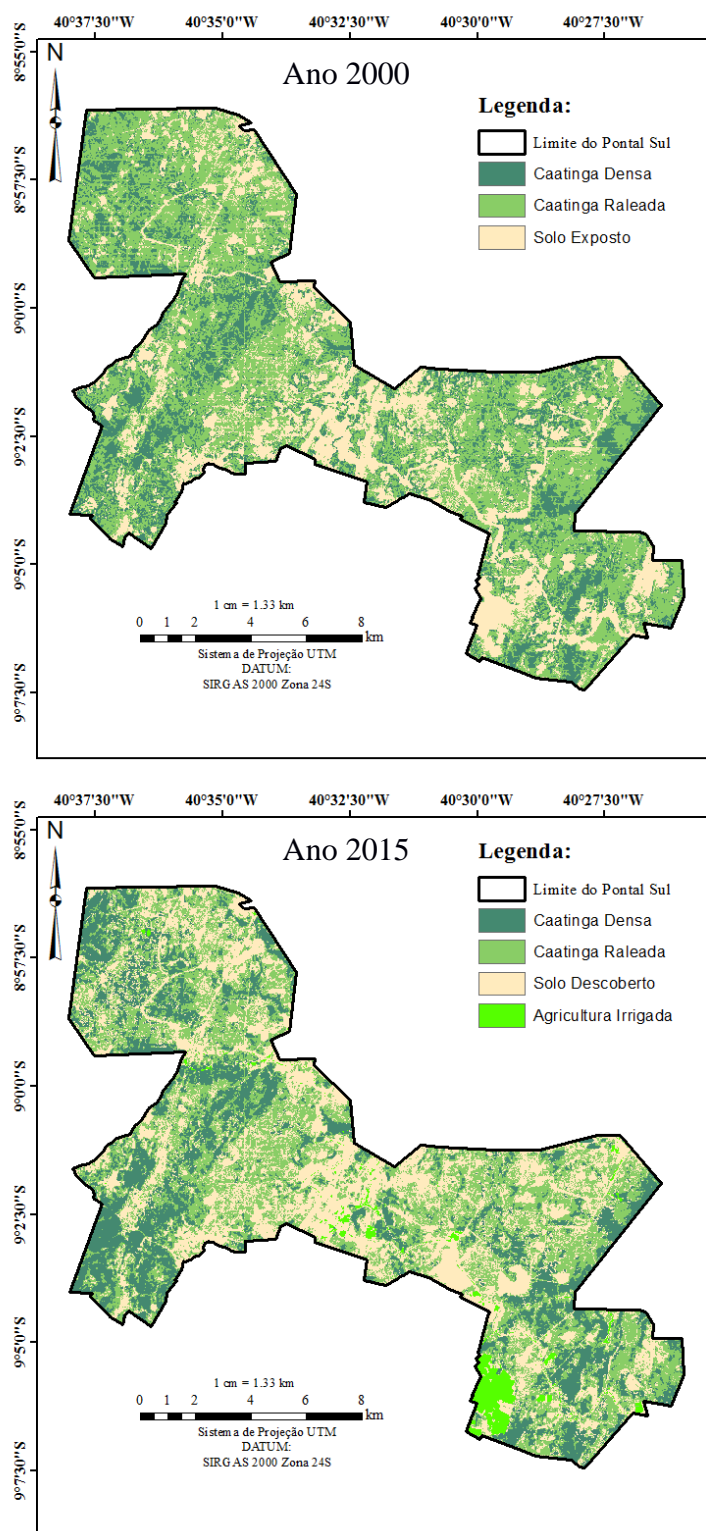 40°37'30"W 40°35'0"W 40°32'30"W 40°30'0"W 40°27'30"W
8°55'0"S
N
Ano 2000
Legenda:
Limite do Pontal Sul
Caatinga Densa
8°57'30"S
Caatinga Raleada
Solo Exposto
9°0'0"S
9°2'30"S
9°5'0"S
1 cm = 1.33 km
0 1 2 4 6 8
km
Sistema de Projeção UTM
DATUM:
SIRGAS 2000 Zona 24S
9°7'30"S
40°37'30"W 40°35'0"W 40°32'30"W 40°30'0"W 40°27'30"W
8°55'0"S
N
Ano 2015
Legenda:
Limite do Pontal Sul
Caatinga Densa
8°57'30"S
Caatinga Raleada
Solo Descoberto
Agricultura Irrigada
9°0'0"S
9°2'30"S
9°5'0"S
1 cm = 1.33 km
0 1 2 4 6 8
km
Sistema de Projeção UTM
DATUM:
SIRGAS 2000 Zona 24S
9°7'30"S